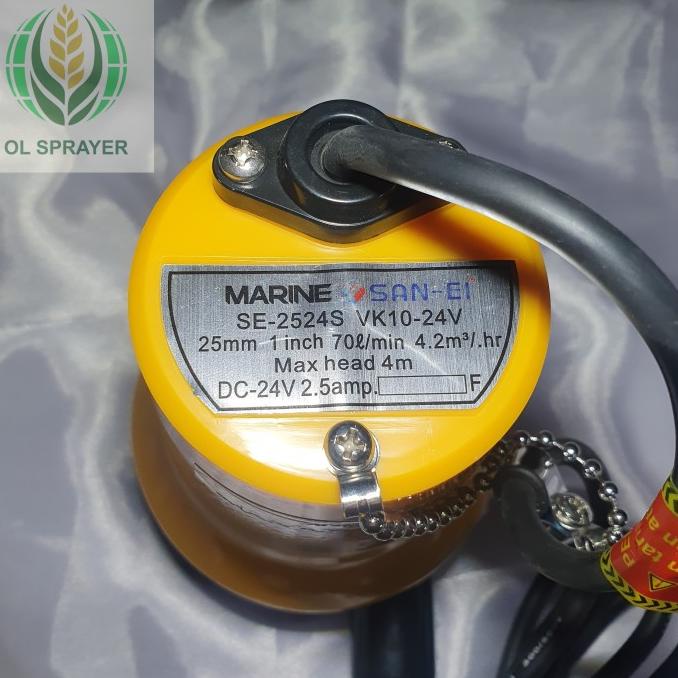 OL SPRAYER
MARINE SAN-Ei
SE-2524S VK10-24V
25mm 1 inch 70ℓ/min 4.2m³/.hr
Max head 4m
DC-24V 2.5amp. F